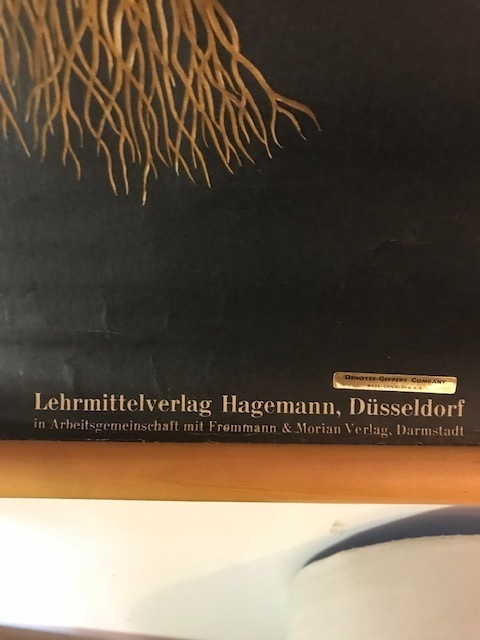 DENOYER-GEPPERT COMPANY
Lehrmittelverlag Hagemann, Düsseldorf
in Arbeitsgemeinschaft mit Frommann & Morian Verlag, Darmstadt